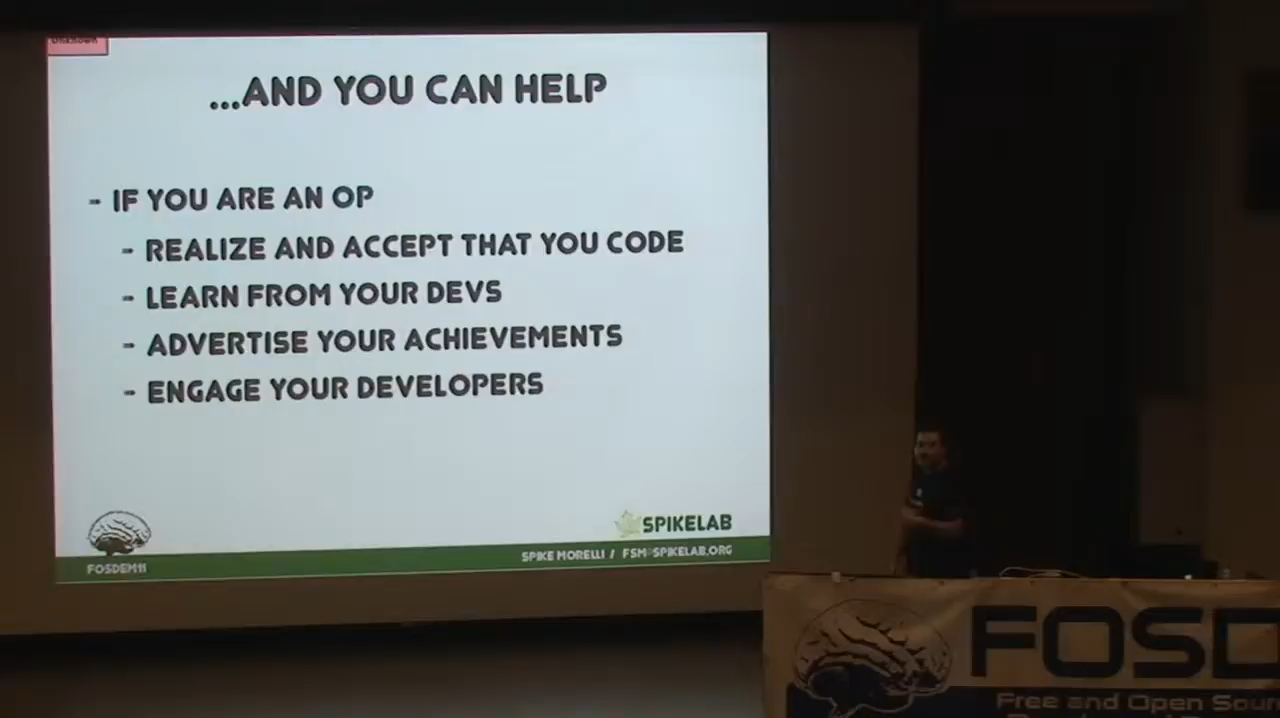 Unknown
...AND YOU CAN HELP
- IF YOU ARE AN OP
- REALIZE AND ACCEPT THAT YOU CODE
- LEARN FROM YOUR DEVS
- ADVERTISE YOUR ACHIEVEMENTS
- ENGAGE YOUR DEVELOPERS
SPIKELAB
SPIKE MORELLI / FSM@SPIKELAB.ORG
FOSDEM11
FOSD
Free and Open Sour